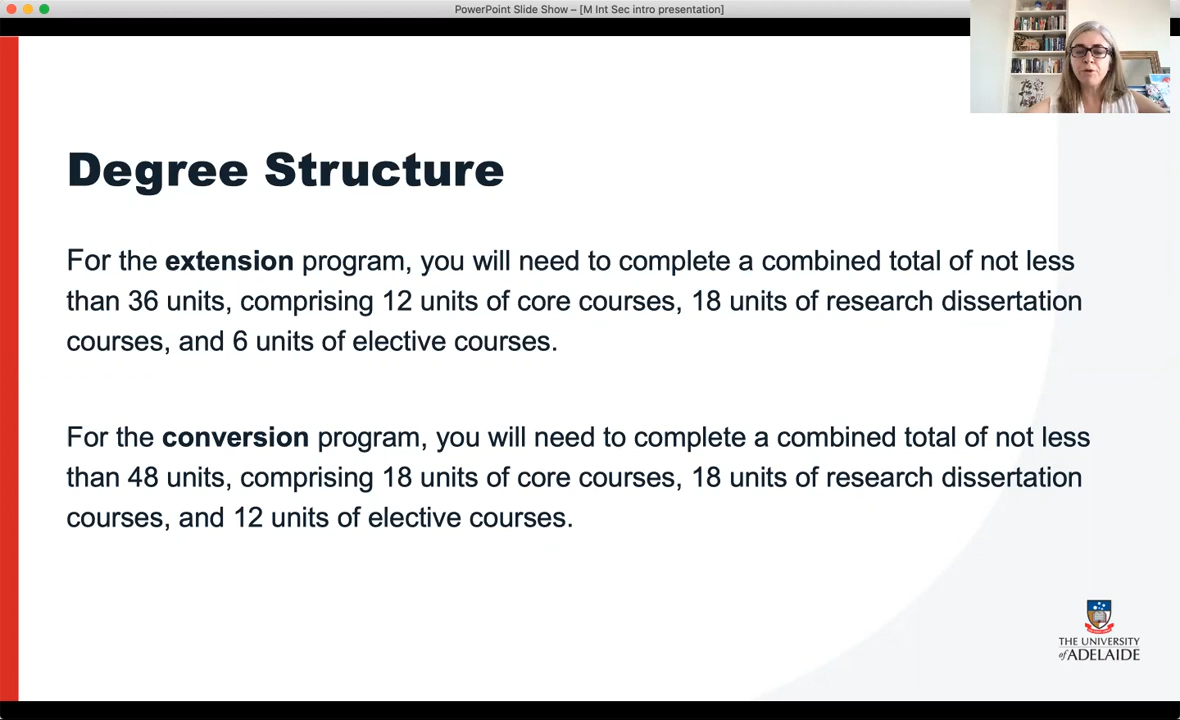 PowerPoint Slide Show – [M Int Sec intro presentation]
Degree Structure
For the extension program, you will need to complete a combined total of not less
than 36 units, comprising 12 units of core courses, 18 units of research dissertation
courses, and 6 units of elective courses.
For the conversion program, you will need to complete a combined total of not less
than 48 units, comprising 18 units of core courses, 18 units of research dissertation
courses, and 12 units of elective courses.
THE UNIVERSITY
of ADELAIDE